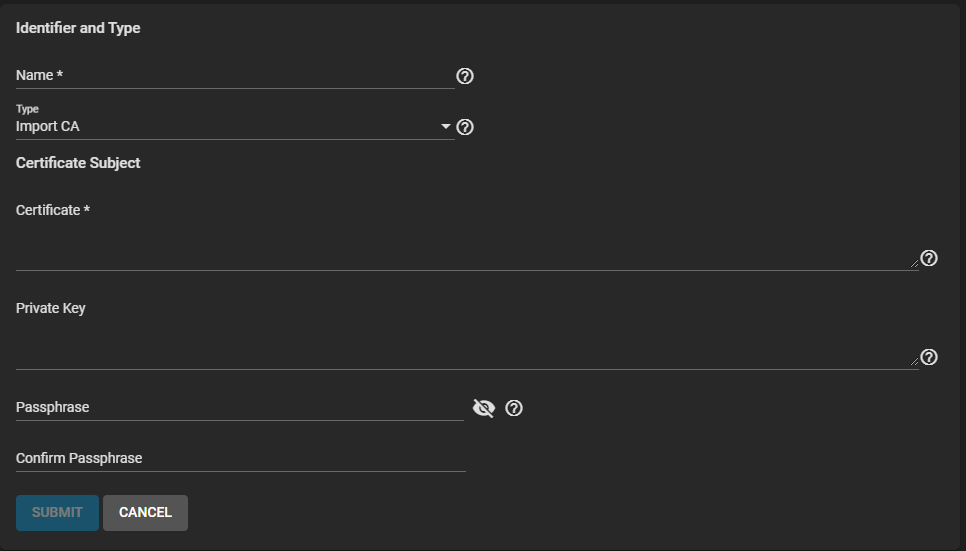 Identifier and Type
Name *
Type
Import CA
Certificate Subject
Certificate *
Private Key
Passphrase
Confirm Passphrase
SUBMIT CANCEL